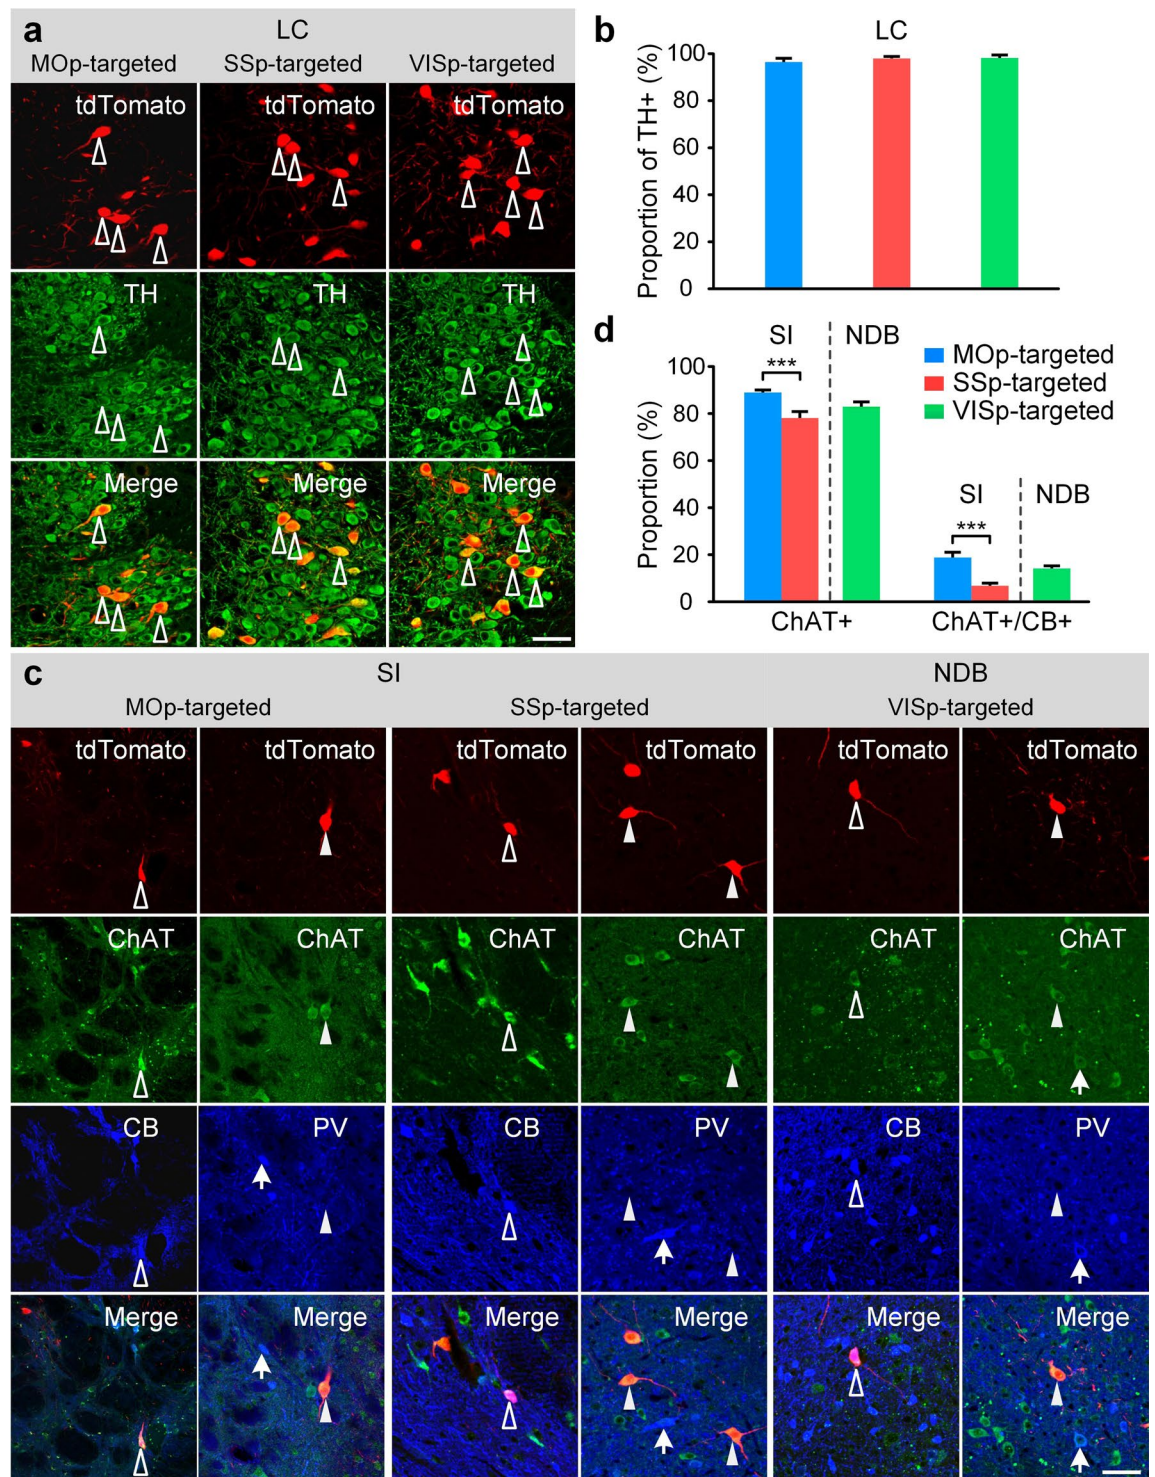 a
LC
MOp-targeted SSp-targeted VISp-targeted
tdTomato tdTomato tdTomato
TH TH TH
Merge Merge Merge
b
LC
Proportion of TH+ (%)
100
80
60
40
20
0
d
SI NDB
MOp-targeted
SSp-targeted
VISp-targeted
***
Proportion (%)
100
80
60
40
20
0
SI NDB
***
ChAT+ ChAT+/CB+
c
SI NDB
MOp-targeted SSp-targeted VISp-targeted
tdTomato tdTomato tdTomato tdTomato tdTomato tdTomato
ChAT ChAT ChAT ChAT ChAT ChAT
CB PV CB PV CB PV
Merge Merge Merge Merge Merge Merge